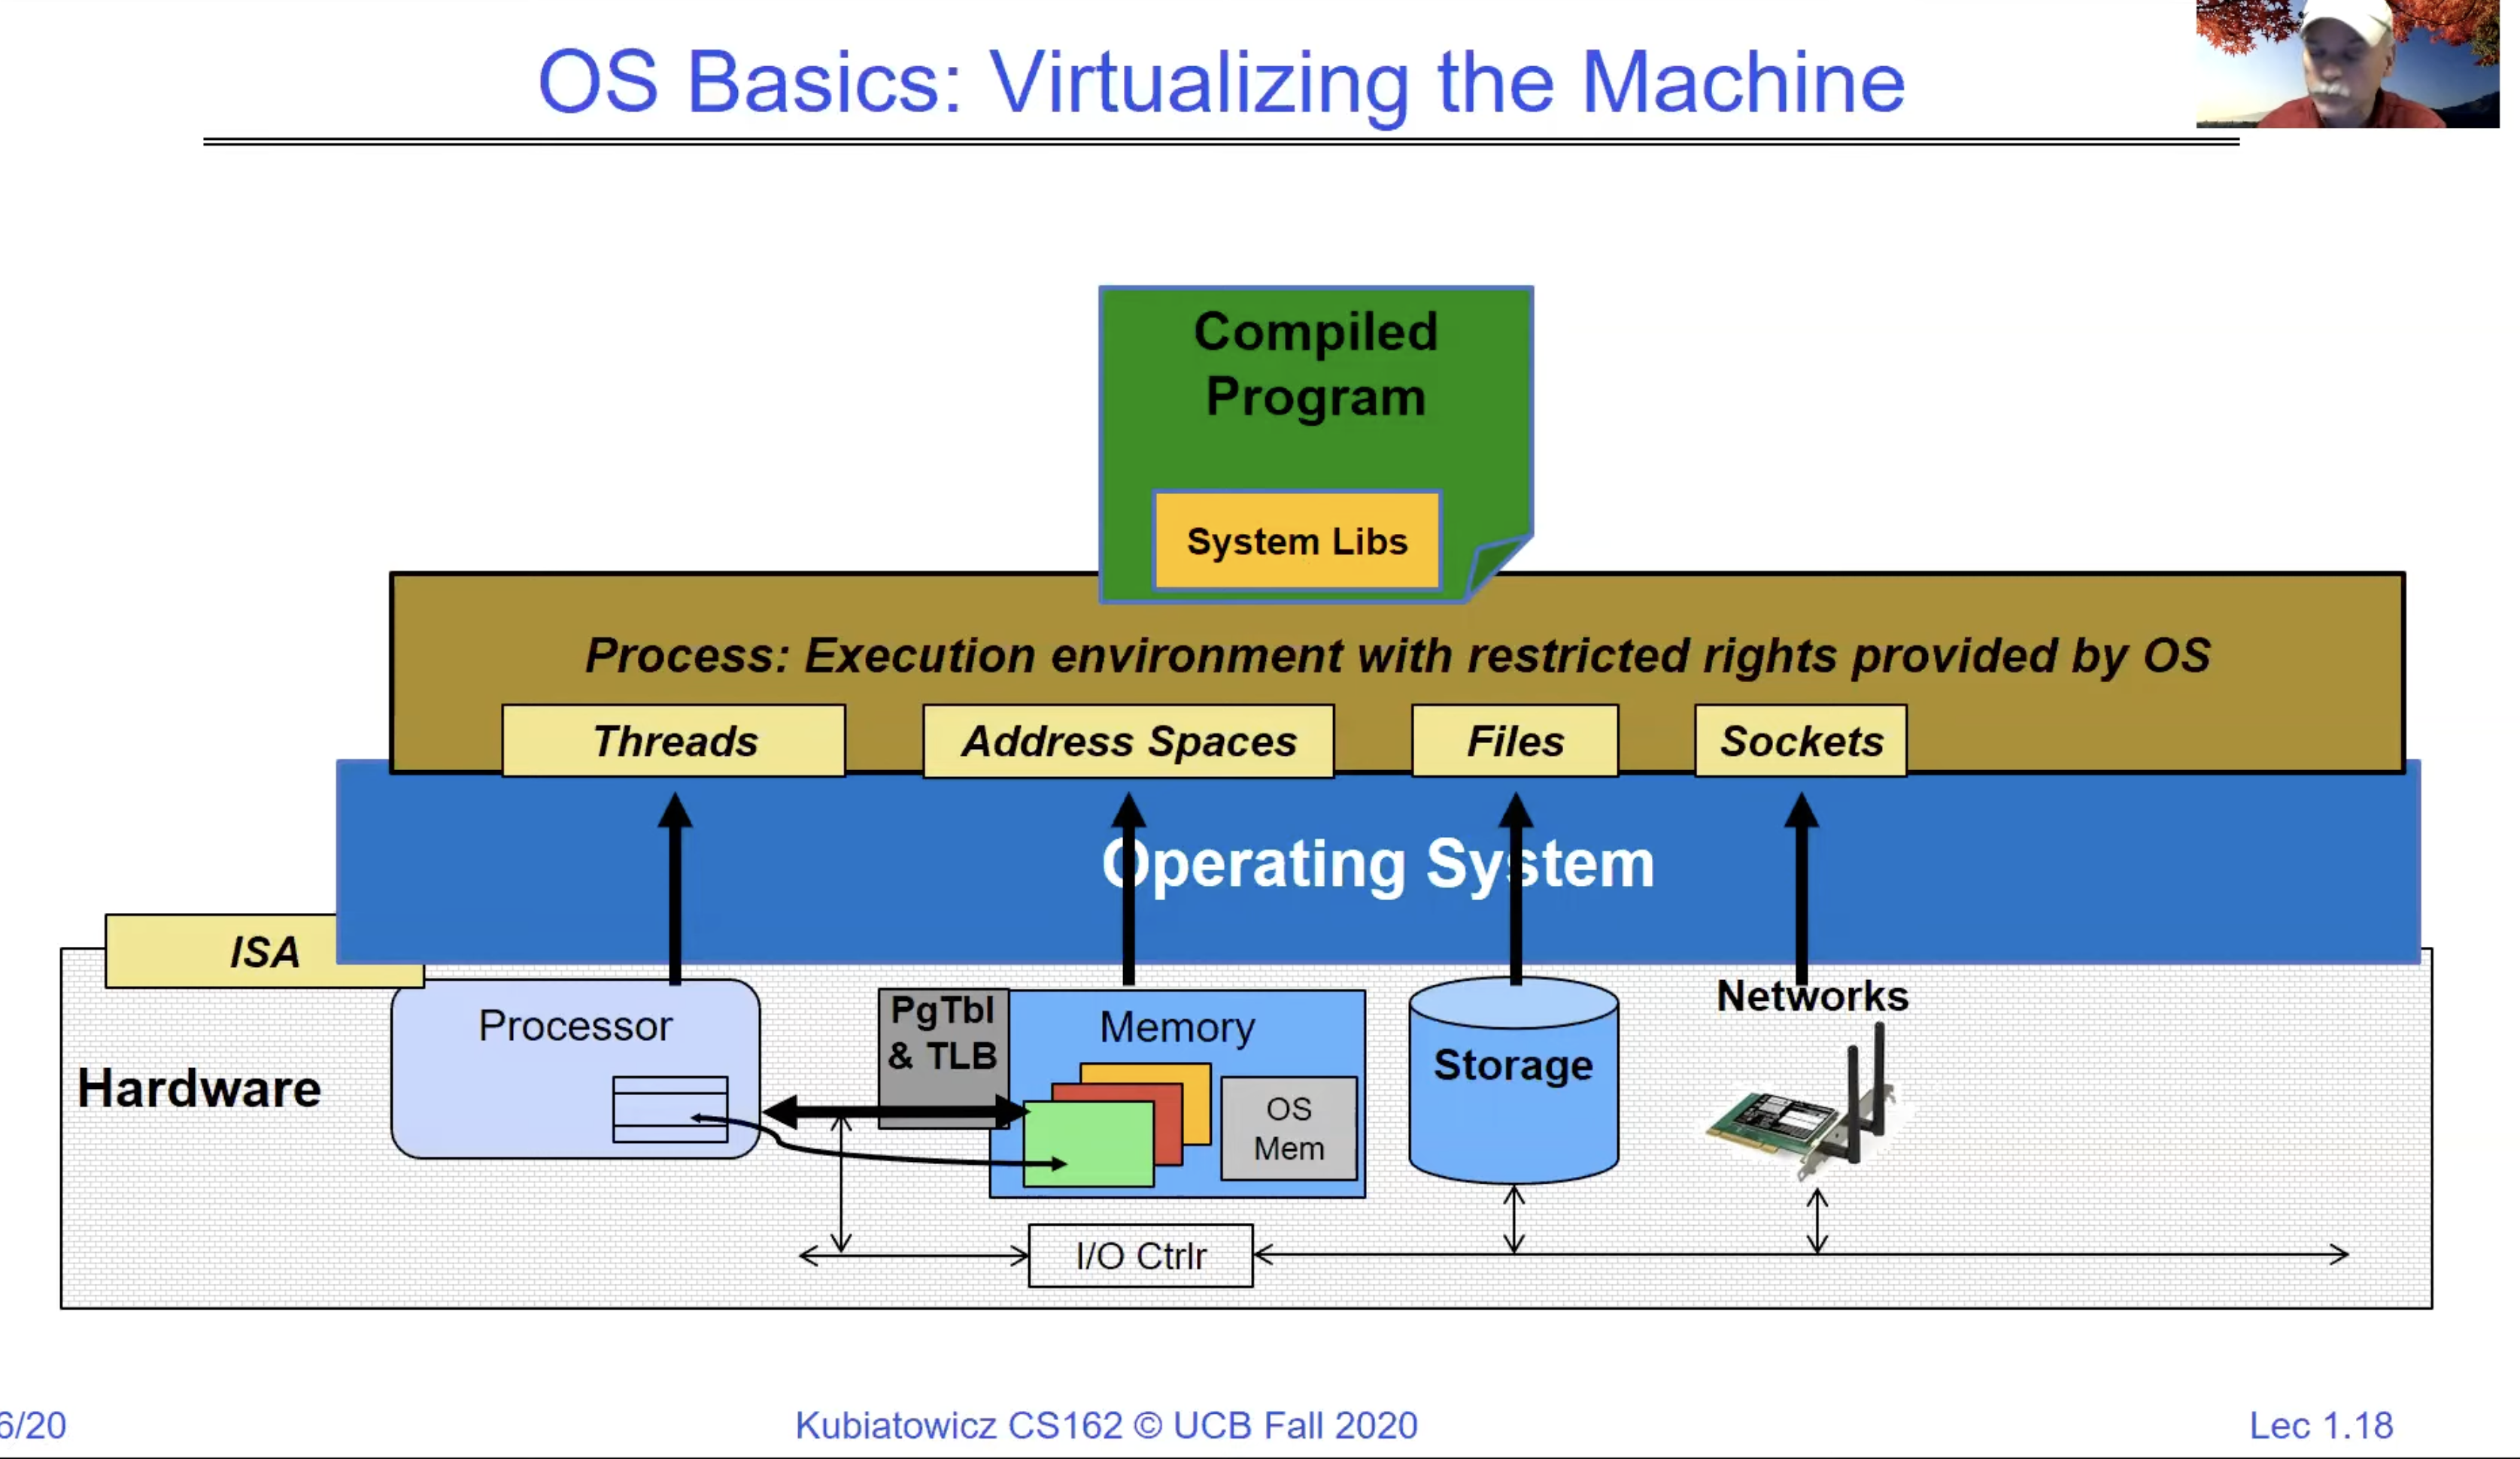 OS Basics: Virtualizing the Machine
Compiled
Program
System Libs
Process: Execution environment with restricted rights provided by OS
Threads
Address Spaces
Files
Sockets
Operating System
ISA
Hardware
Processor
PgTbl
& TLB
Memory
OS
Mem
Storage
Networks
I/O Ctrlr
6/20
Kubiatowicz CS162 © UCB Fall 2020
Lec 1.18